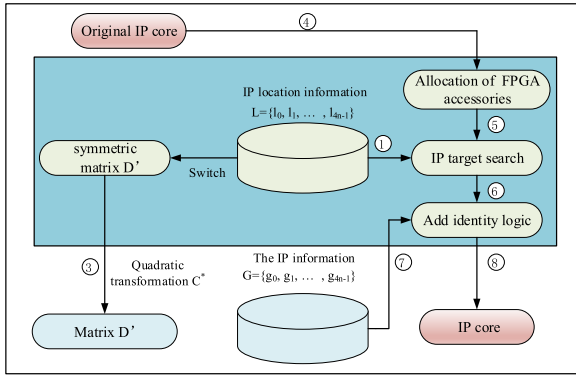 Original IP core
④
Allocation of FPGA
accessories
IP location information
L={l0, l1, … , l4n-1}
⑤
①
symmetric
matrix D’
IP target search
Switch
⑥
Add identity logic
③
Quadratic
transformation C*
The IP information
G={g0, g1, … , g4n-1}
⑦
⑧
Matrix D’
IP core